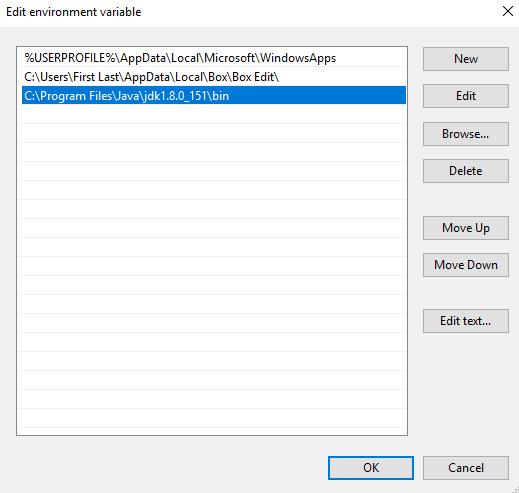 Edit environment variable
%USERPROFILE%\AppData\Local\Microsoft\WindowsApps
C:\Users\First Last\AppData\Local\Box\Box Edit\
C:\Program Files\Java\jdk1.8.0_151\bin
New
Edit
Browse...
Delete
Move Up
Move Down
Edit text...
OK
Cancel